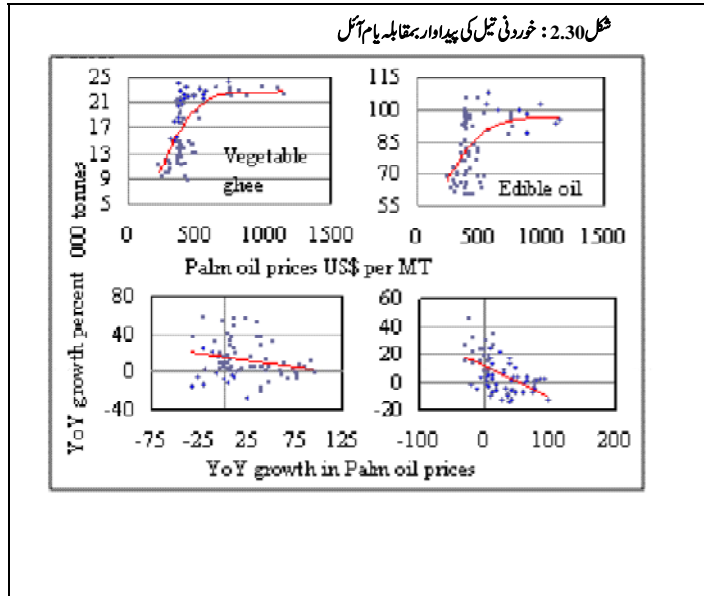 شکل 2.30 : خوردنی تیل کی پیداوار بمقابلہ پام آئل
25
21
17
13
9
5
Vegetable
ghee
0 500 1000 1500
115
100
85
70
55
Edible oil
0 500 1000 1500
000 tonnes
Palm oil prices US$ per MT
YoY growth percent
80
40
0
-40
-75 -25 25 75 125
60
40
20
0
-20
-100 0 100 200
YoY growth in Palm oil prices